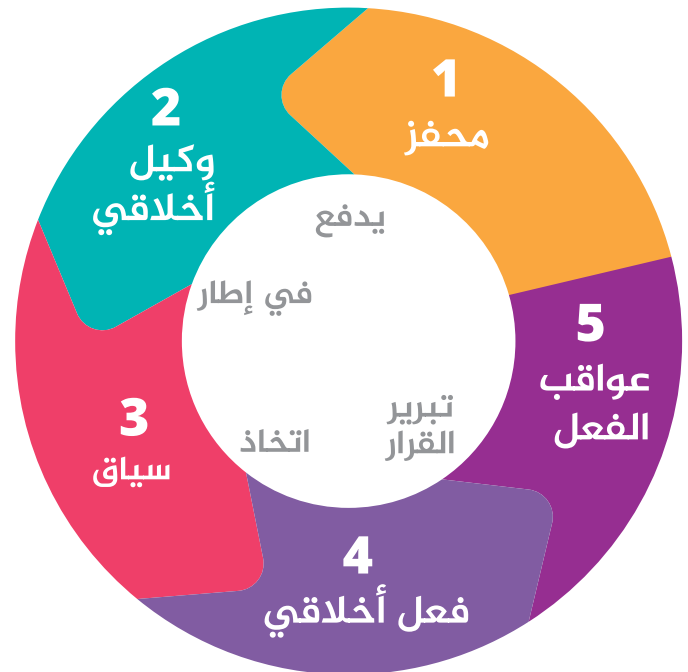 1
محفز
يدفع
2
وكيل
أخلاقي
في إطار
3
سياق
اتخاذ
4
فعل أخلاقي
تبرير
القرار
5
عواقب
الفعل